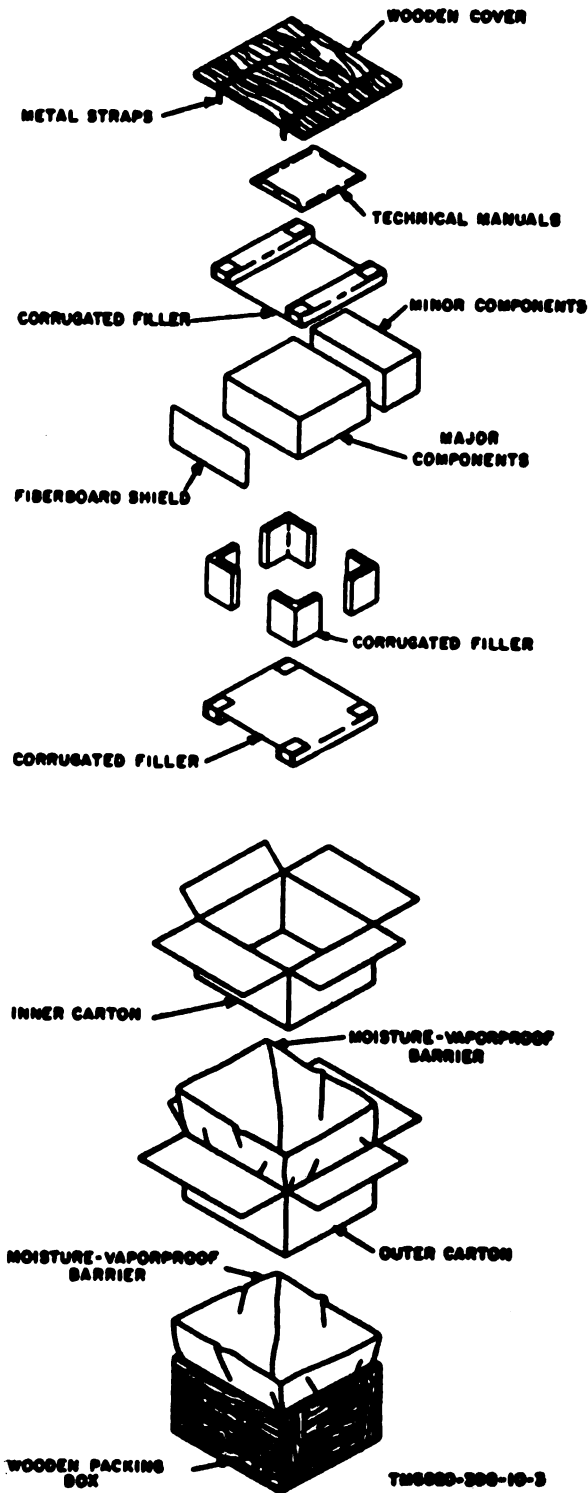 WOODEN COVER
METAL STRAPS
TECHNICAL MANUALS
CORRUGATED FILLER
MINOR COMPONENTS
MAJOR
COMPONENTS
FIBERBOARD SHIELD
CORRUGATED FILLER
CORRUGATED FILLER
INNER CARTON
MOISTURE-VAPORPROOF
BARRIER
OUTER CARTON
MOISTURE-VAPORPROOF
BARRIER
WOODEN PACKING
BOX